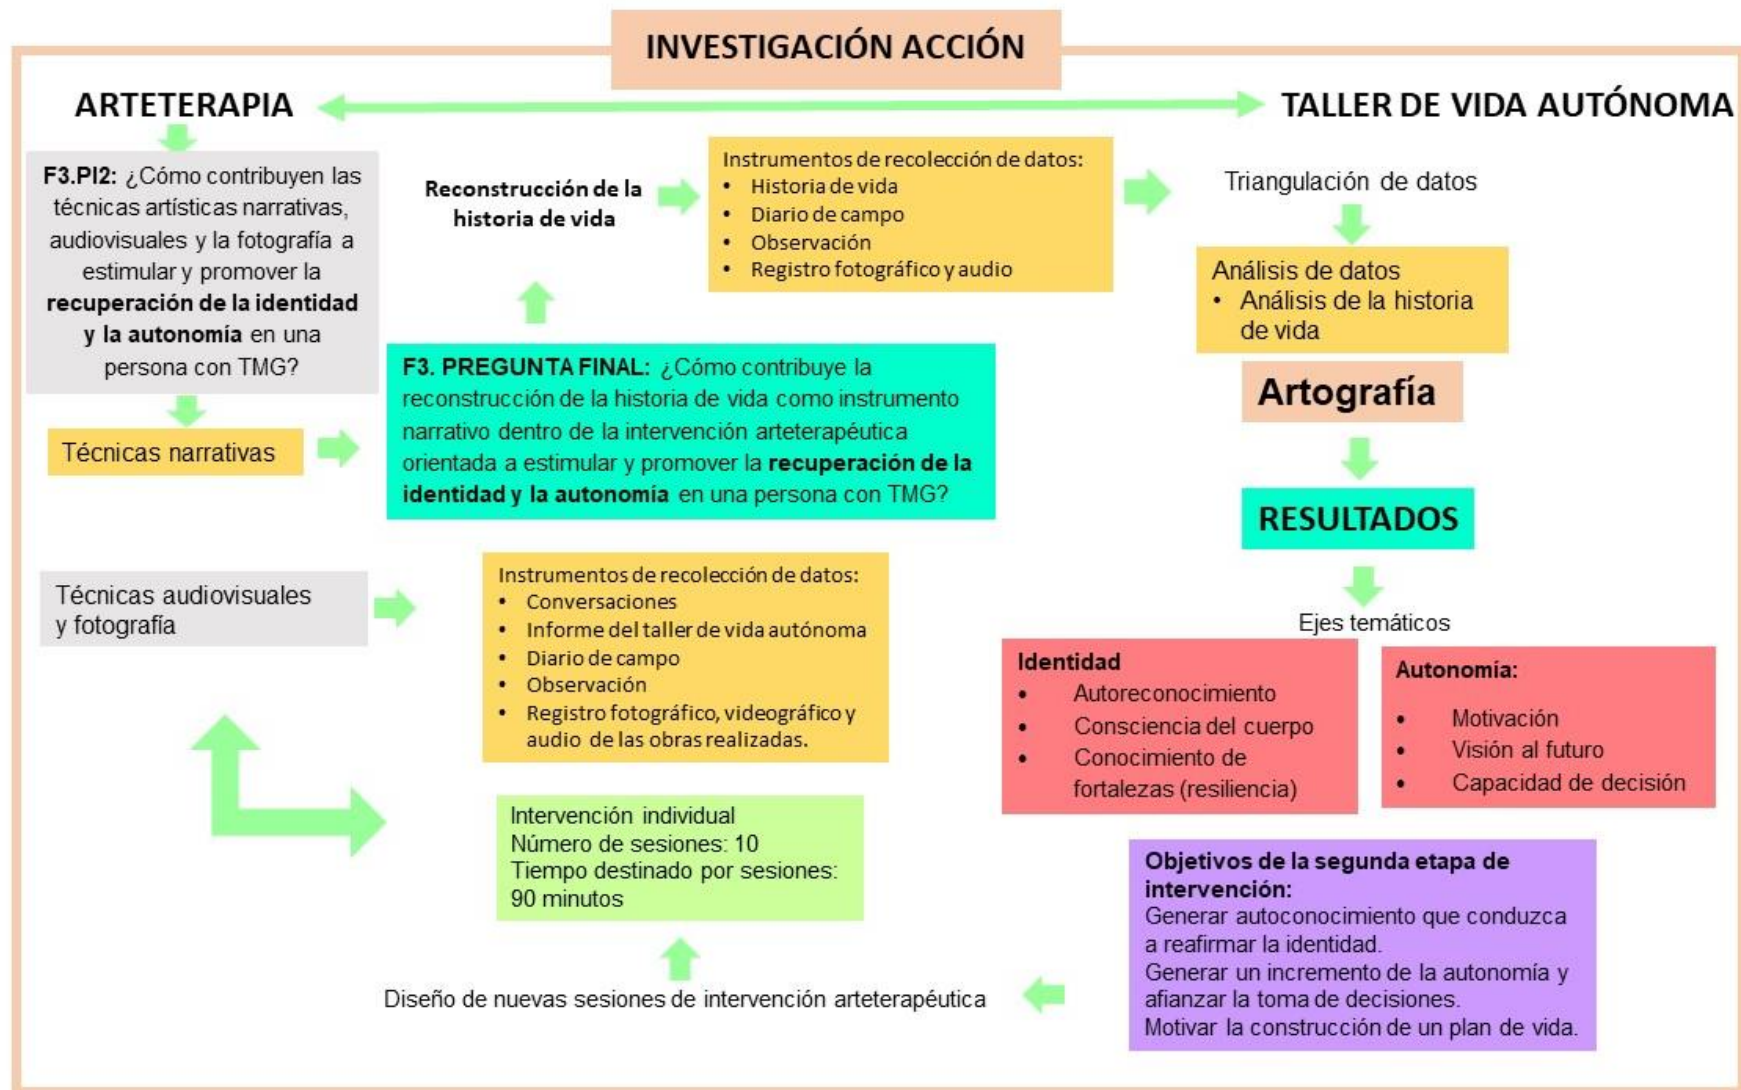 INVESTIGACIÓN ACCIÓN
ARTETERAPIA
TALLER DE VIDA AUTÓNOMA
F3.PI2: ¿Cómo contribuyen las
técnicas artísticas narrativas,
audiovisuales y la fotografía a
estimular y promover la
recuperación de la identidad
y la autonomía en una
persona con TMG?
Técnicas narrativas
F3. PREGUNTA FINAL: ¿Cómo contribuye la
reconstrucción de la historia de vida como instrumento
narrativo dentro de la intervención arteterapéutica
orientada a estimular y promover la recuperación de la
identidad y la autonomía en una persona con TMG?
Reconstrucción de la
historia de vida
Instrumentos de recolección de datos:
• Historia de vida
• Diario de campo
• Observación
• Registro fotográfico y audio
Triangulación de datos
Análisis de datos
• Análisis de la historia
de vida
Artografía
RESULTADOS
Ejes temáticos
Identidad
• Autoreconocimiento
• Consciencia del cuerpo
• Conocimiento de
fortalezas (resiliencia)
Autonomía:
• Motivación
• Visión al futuro
• Capacidad de decisión
Objetivos de la segunda etapa de
intervención:
Generar autoconocimiento que conduzca
a reafirmar la identidad.
Generar un incremento de la autonomía y
afianzar la toma de decisiones.
Motivar la construcción de un plan de vida.
Diseño de nuevas sesiones de intervención arteterapéutica
Intervención individual
Número de sesiones: 10
Tiempo destinado por sesiones:
90 minutos
Técnicas audiovisuales
y fotografía
Instrumentos de recolección de datos:
• Conversaciones
• Informe del taller de vida autónoma
• Diario de campo
• Observación
• Registro fotográfico, videográfico y
audio de las obras realizadas.